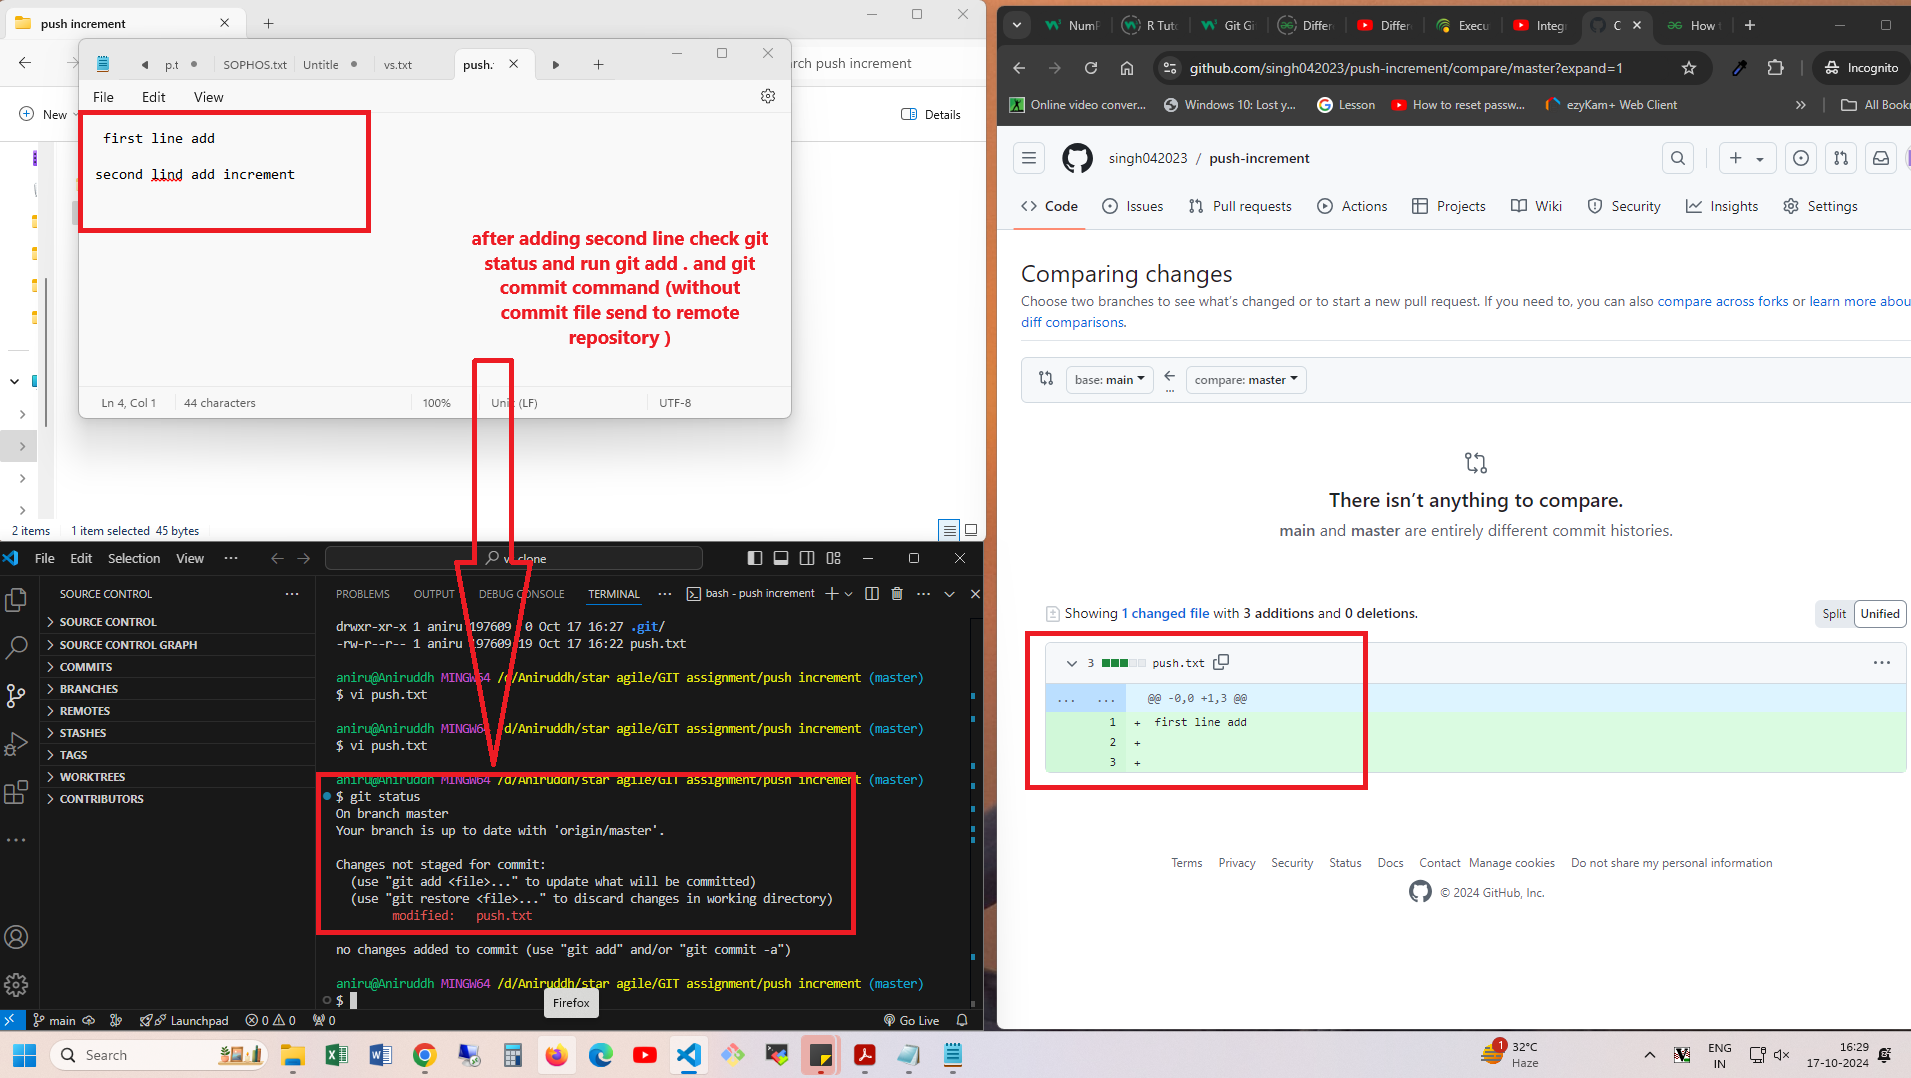 push increment
p.t
SOPHOS.txt
Untitle
vs.txt
push.
File Edit View
arch push increment
New
Details
first line add
second lind add increment
after adding second line check git
status and run git add . and git
commit command (without
commit file send to remote
repository )
Ln 4, Col 1
44 characters
100%
Unix (LF)
UTF-8
2 items
1 item selected 45 bytes
File Edit Selection View ...
clone
SOURCE CONTROL
SOURCE CONTROL
SOURCE CONTROL GRAPH
COMMITS
BRANCHES
REMOTES
STASHES
TAGS
WORKTREES
CONTRIBUTORS
PROBLEMS OUTPUT DEBUG CONSOLE TERMINAL ... bash - push increment
drwxr-xr-x 1 aniru 197609 0 Oct 17 16:27 .git/
-rw-r--r-- 1 aniru 197609 19 Oct 17 16:22 push.txt
aniru@Aniruddh MINGW64 /d/Aniruddh/star agile/GIT assignment/push increment (master)
$ vi push.txt
aniru@Aniruddh MINGW64 /d/Aniruddh/star agile/GIT assignment/push increment (master)
$ vi push.txt
aniru@Aniruddh MINGW64 /d/Aniruddh/star agile/GIT assignment/push increment (master)
$ git status
On branch master
Your branch is up to date with 'origin/master'.
Changes not staged for commit:
(use "git add <file>..." to update what will be committed)
(use "git restore <file>..." to discard changes in working directory)
modified: push.txt
no changes added to commit (use "git add" and/or "git commit -a")
aniru@Aniruddh MINGW64 /d/Aniruddh/star agile/GIT assignment/push increment (master)
$
Firefox
main
Launchpad
0 0
0
Go Live
NumP
R Tuto
Git Gi
Differe
Differ
Execu
Integ
C
How
github.com/singh042023/push-increment/compare/master?expand=1
Incognito
Online video conver...
Windows 10: Lost y...
Lesson
How to reset passw...
ezyKam+ Web Client
»
All Book
singh042023 / push-increment
Code
Issues
Pull requests
Actions
Projects
Wiki
Security
Insights
Settings
Comparing changes
Choose two branches to see what's changed or to start a new pull request. If you need to, you can also compare across forks or learn more abou
diff comparisons.
base: main
...
compare: master
There isn't anything to compare.
main and master are entirely different commit histories.
Showing 1 changed file with 3 additions and 0 deletions.
Split Unified
3 push.txt
... ... @@ -0,0 +1,3 @@
1 + first line add
2 +
3 +
Terms Privacy Security Status Docs Contact Manage cookies Do not share my personal information
© 2024 GitHub, Inc.
Search
1
32°C
Haze
ENG
IN
16:29
17-10-2024